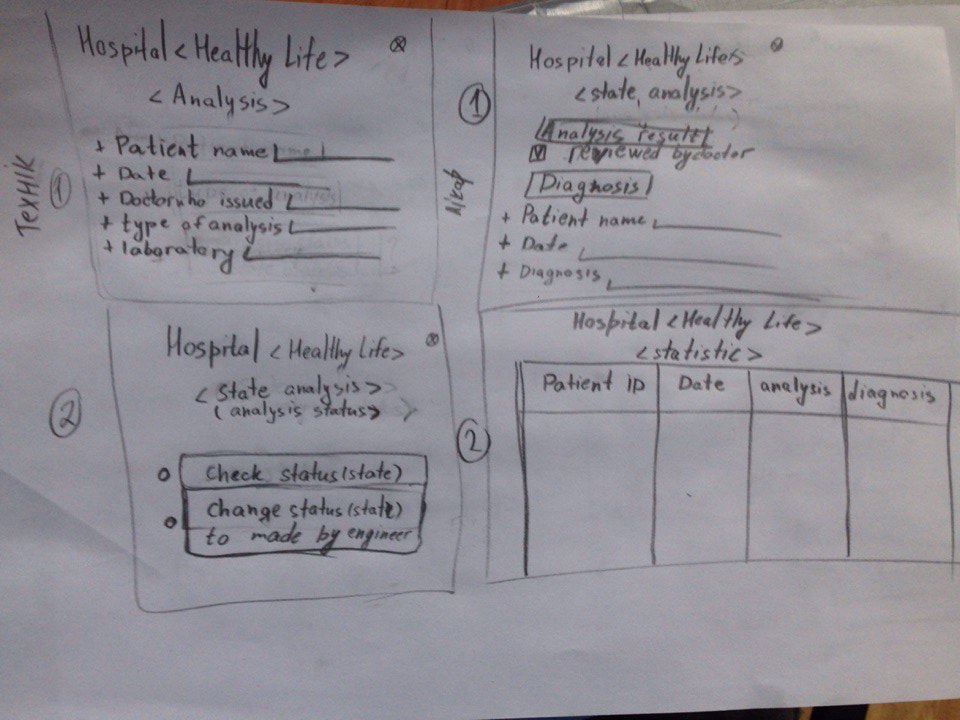 Технік
1
Hospital <Healthy Life>
<Analysis>
+ Patient name
+ Date
+ Doctor who issued
+ type of analysis
+ laboratory
Лікар
1
Hospital <Healthy Life>
<state, analysis>
Analysis result
reviewed by doctor
Diagnosis
+ Patient name
+ Date
+ Diagnosis
2
Hospital <Healthy Life>
<State analysis>
(analysis status>
check status (state)
change status (state)
to made by engineer
2
Hospital <Healthy Life>
<statistic>
Patient ID Date analysis diagnosis